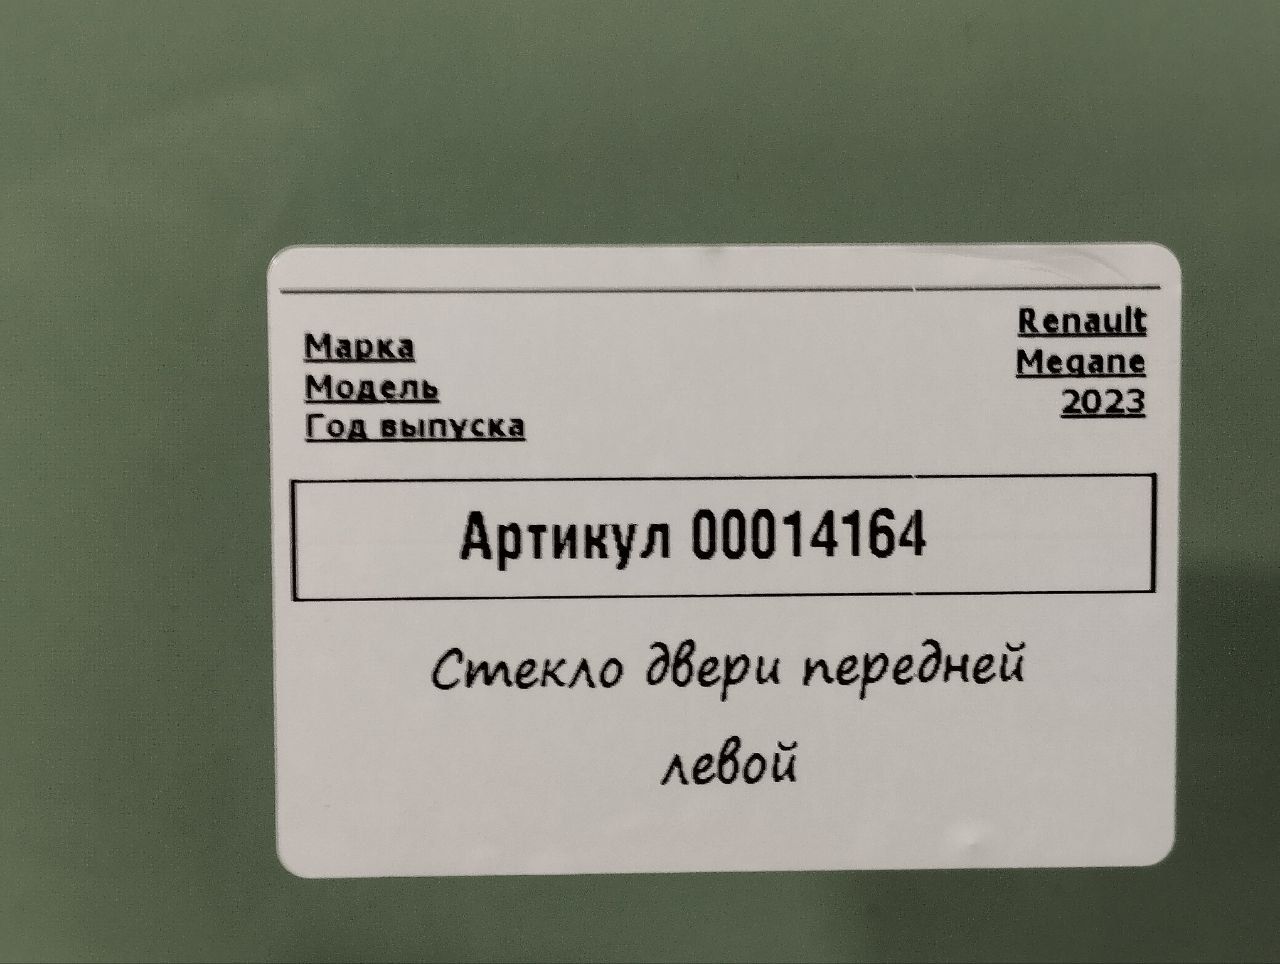 Марка
Модель
Год выпуска
Renault
Megane
2023
Артикул 00014164
Стекло двери передней
левой